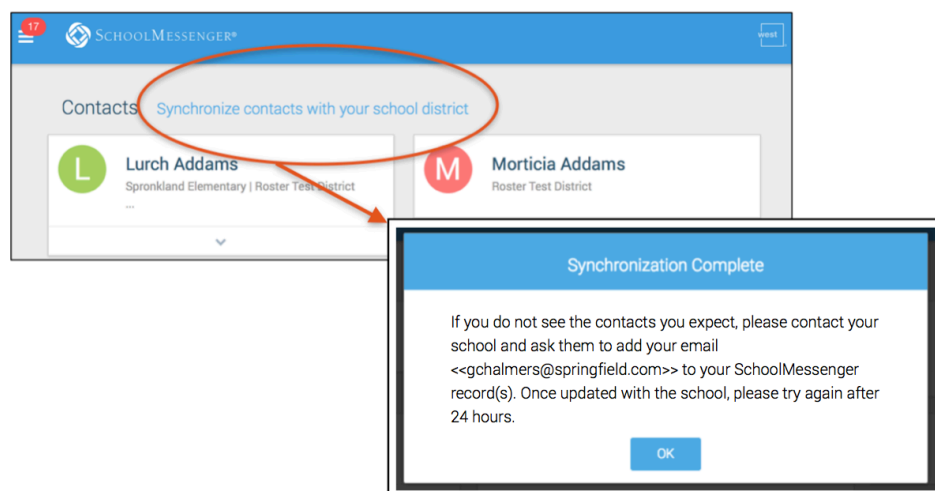 17
SCHOOLMESSENGER®
west
Contacts Synchronize contacts with your school district
L
Lurch Addams
Spronkland Elementary | Roster Test District
...
M
Morticia Addams
Roster Test District
Synchronization Complete
If you do not see the contacts you expect, please contact your
school and ask them to add your email
<<gchalmers@springfield.com>> to your SchoolMessenger
record(s). Once updated with the school, please try again after
24 hours.
OK